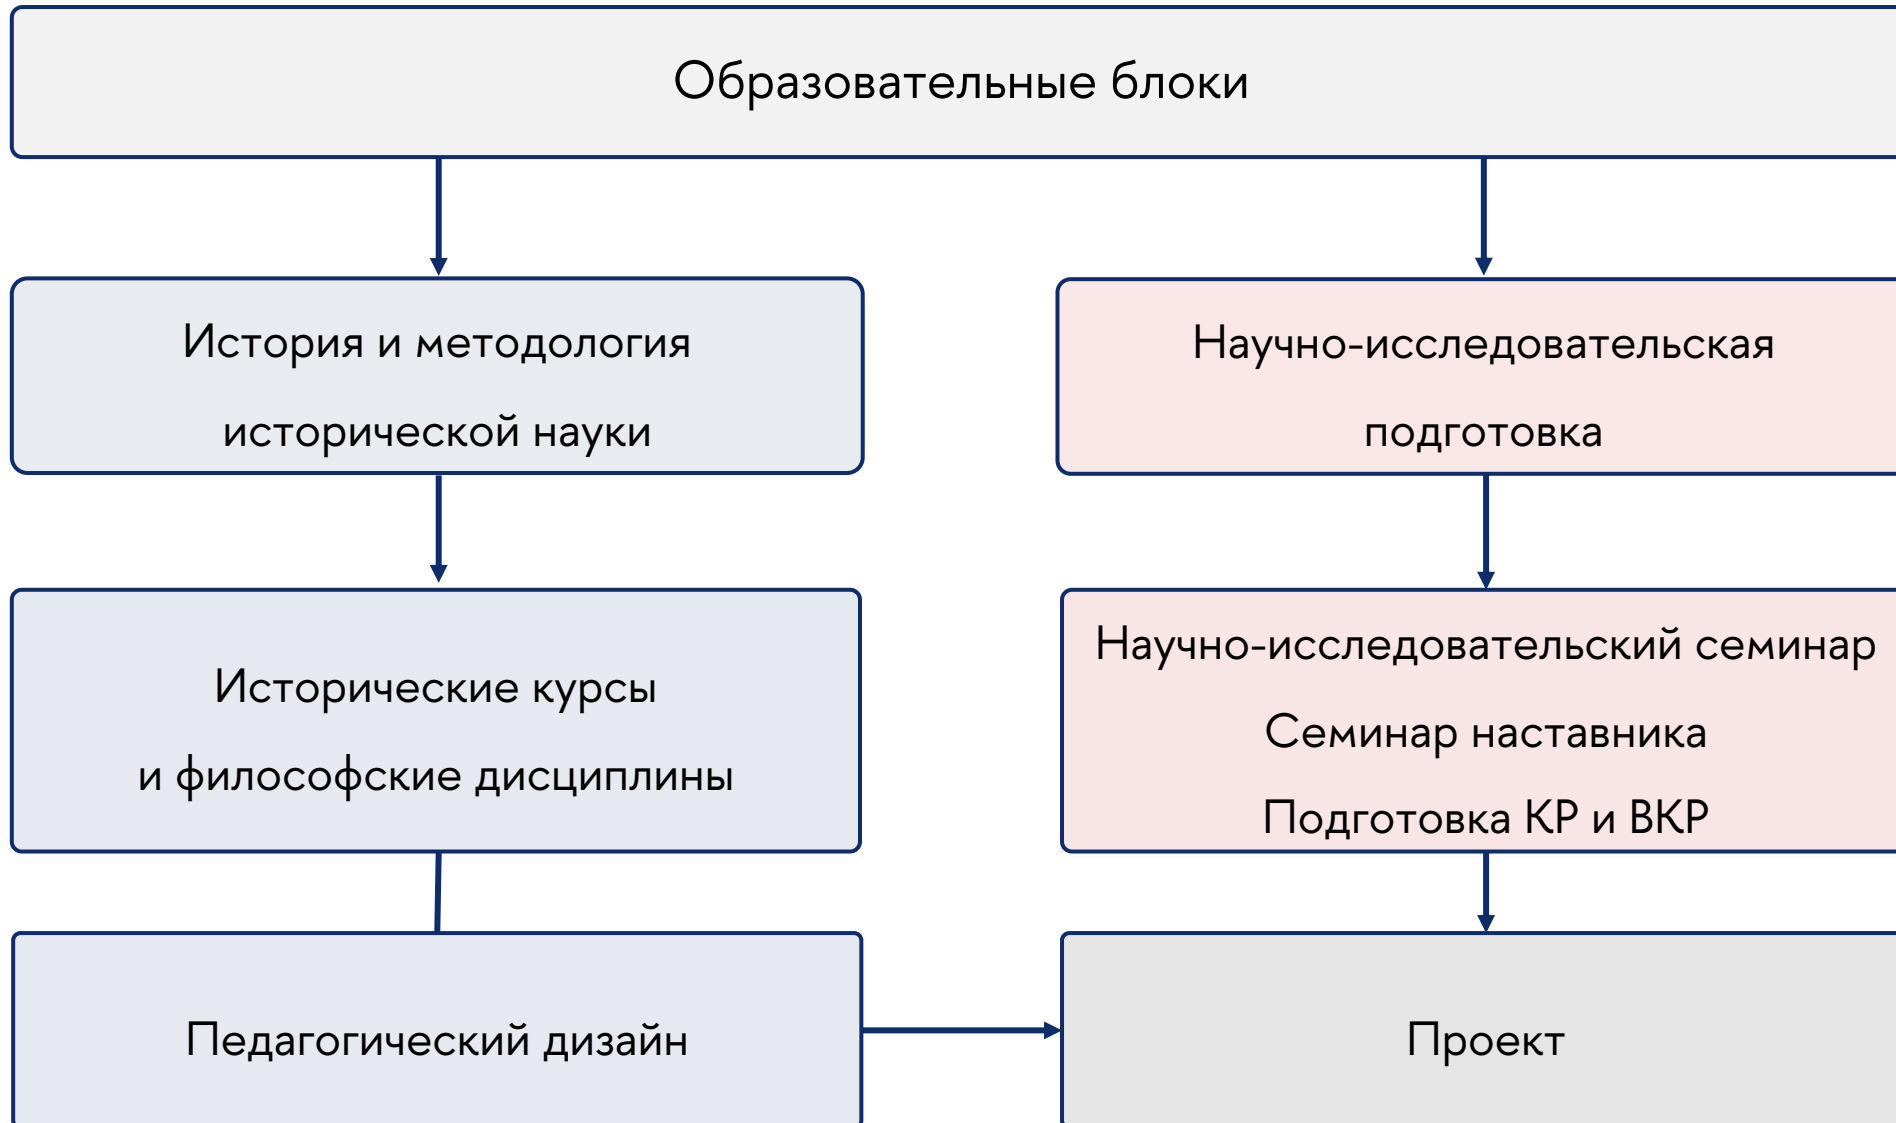 Образовательные блоки
История и методология
исторической науки
Научно-исследовательская
подготовка
Исторические курсы
и философские дисциплины
Научно-исследовательский семинар
Семинар наставника
Подготовка КР и ВКР
Педагогический дизайн
Проект